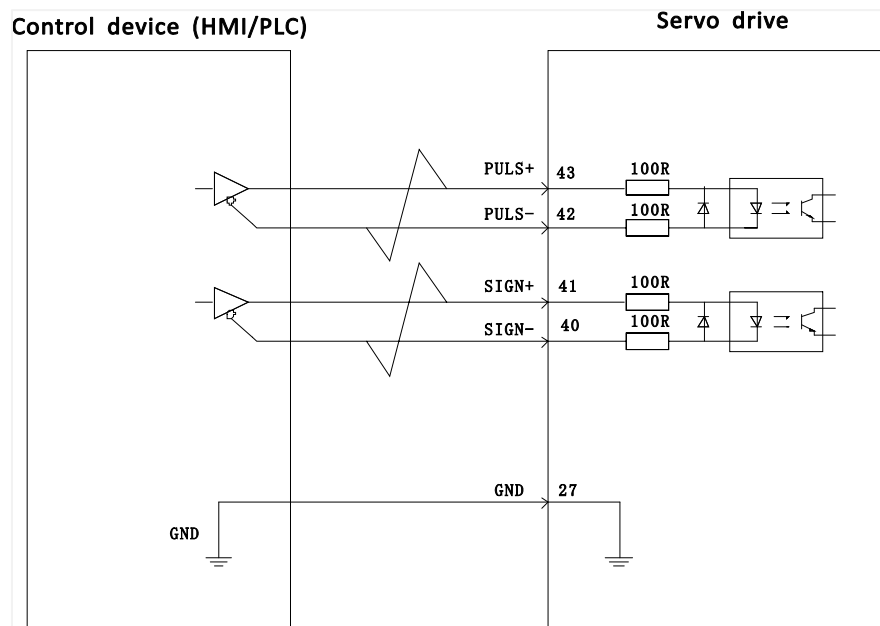 Control device (HMI/PLC)
Servo drive
PULS+ 43 100R
PULS- 42 100R
SIGN+ 41 100R
SIGN- 40 100R
GND 27
GND